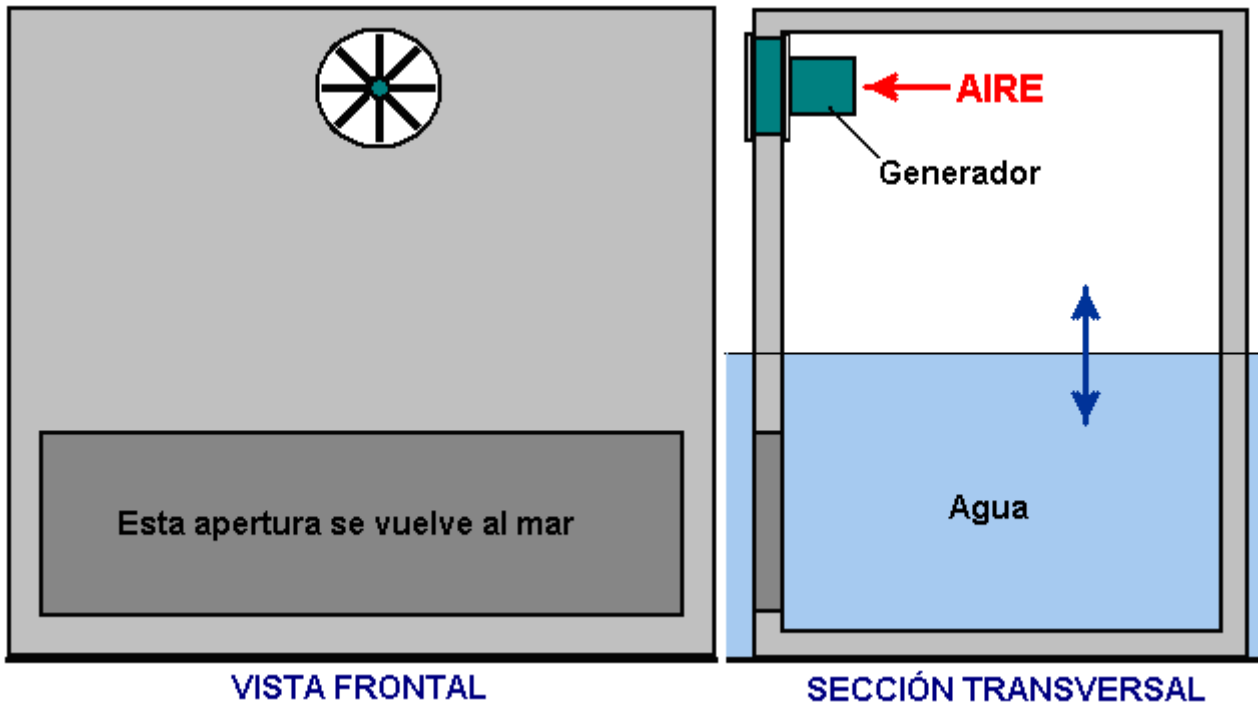 AIRE
Generador
Esta apertura se vuelve al mar
Agua
VISTA FRONTAL
SECCIÓN TRANSVERSAL